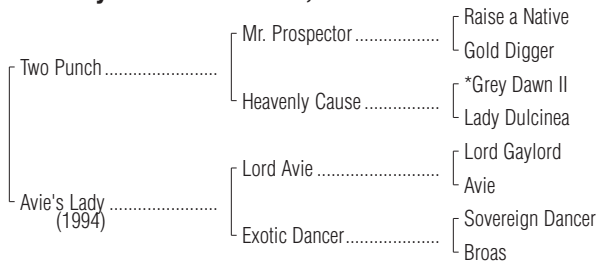 Raise a Native
Mr. Prospector
Gold Digger
Two Punch
*Grey Dawn II
Heavenly Cause
Lady Dulcinea
Lord Gaylord
Lord Avie
Avie
Avie's Lady
(1994)
Sovereign Dancer
Exotic Dancer
Broas